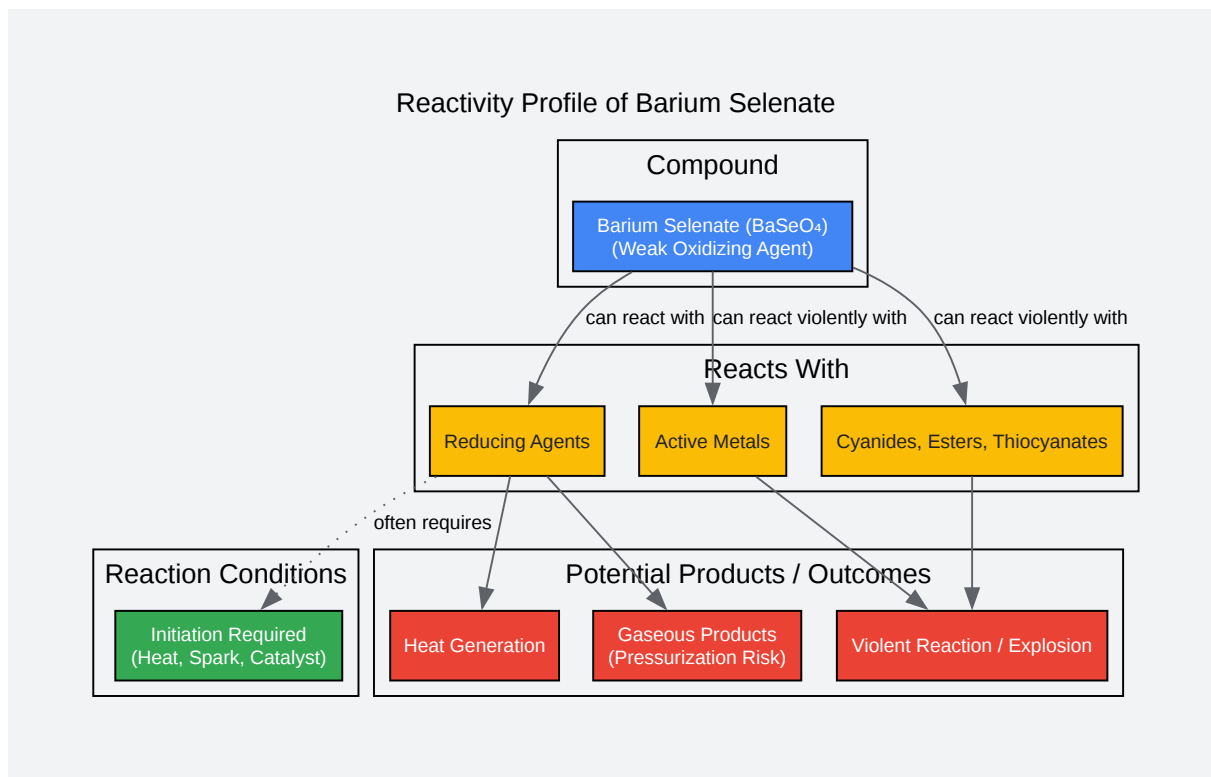 Reactivity Profile of Barium Selenate
Compound
Barium Selenate (BaSeO₄)
(Weak Oxidizing Agent)
can react with
can react violently with
can react violently with
Reacts With
Reducing Agents
Active Metals
Cyanides, Esters, Thiocyanates
often requires
Reaction Conditions
Initiation Required
(Heat, Spark, Catalyst)
Potential Products / Outcomes
Heat Generation
Gaseous Products
(Pressurization Risk)
Violent Reaction / Explosion